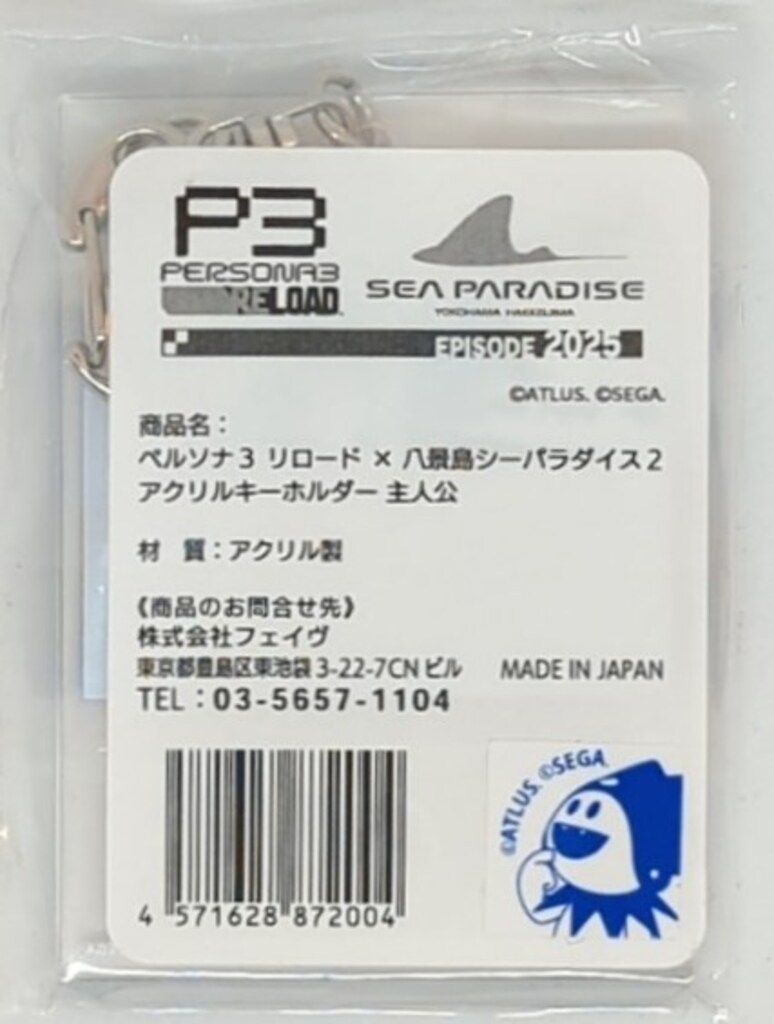 P3
PERSONA3
RELOAD
SEA PARADISE
YOKOHAMA HAKKEIJIMA
EPISODE 2025
©ATLUS. ©SEGA.
商品名：
ペルソナ3 リロード × 八景島シーパラダイス2
アクリルキーホルダー 主人公
材　質：アクリル製
《商品のお問合せ先》
株式会社フェイヴ
東京都豊島区東池袋 3-22-7CN ビル　MADE IN JAPAN
TEL：03-5657-1104
4 571628 872004
©ATLUS. ©SEGA.